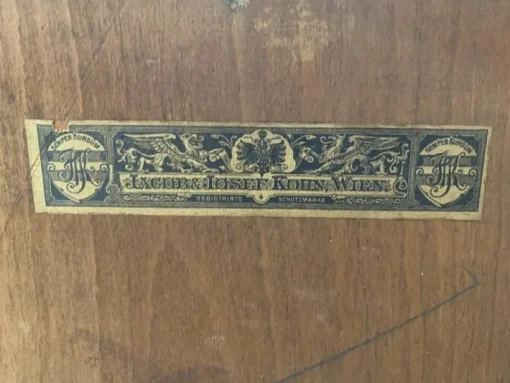 SEMPER SURSUM
JJK
JACOB & JOSEF KOHN, WIEN.
REGISTRIRTE SCHUTZMARKE
SEMPER SURSUM
JJK